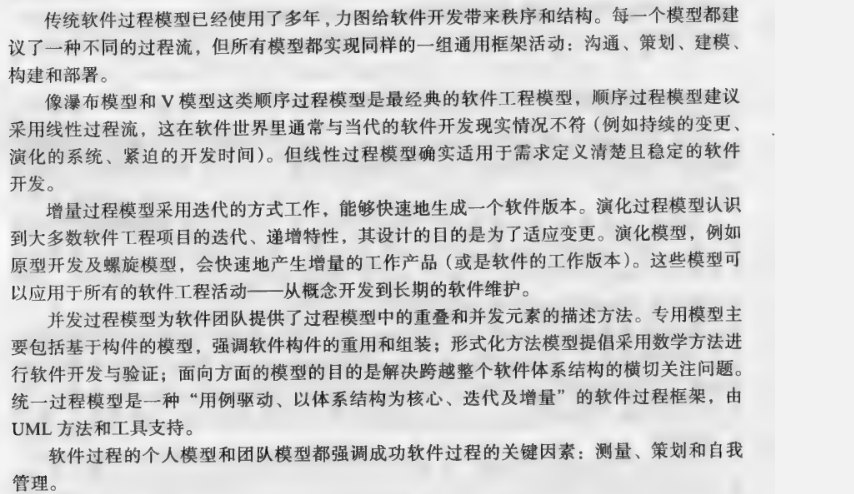 传统软件过程模型已经使用了多年，力图给软件开发带来秩序和结构。每一个模型都建
议了一种不同的过程流，但所有模型都实现同样的一组通用框架活动：沟通、策划、建模、
构建和部署。
像瀑布模型和 V 模型这类顺序过程模型是最经典的软件工程模型，顺序过程模型建议
采用线性过程流，这在软件世界里通常与当代的软件开发现实情况不符（例如持续的变更、
演化的系统、紧迫的开发时间）。但线性过程模型确实适用于需求定义清楚且稳定的软件
开发。
增量过程模型采用迭代的方式工作，能够快速地生成一个软件版本。演化过程模型认识
到大多数软件工程项目的迭代、递增特性，其设计的目的是为了适应变更。演化模型，例如
原型开发及螺旋模型，会快速地产生增量的工作产品（或是软件的工作版本）。这些模型可
以应用于所有的软件工程活动——从概念开发到长期的软件维护。
并发过程模型为软件团队提供了过程模型中的重叠和并发元素的描述方法。专用模型主
要包括基于构件的模型，强调软件构件的重用和组装；形式化方法模型提倡采用数学方法进
行软件开发与验证；面向方面的模型的目的是解决跨越整个软件体系结构的横切关注问题。
统一过程模型是一种“用例驱动、以体系结构为核心、迭代及增量”的软件过程框架，由
UML 方法和工具支持。
软件过程的个人模型和团队模型都强调成功软件过程的关键因素：测量、策划和自我
管理。